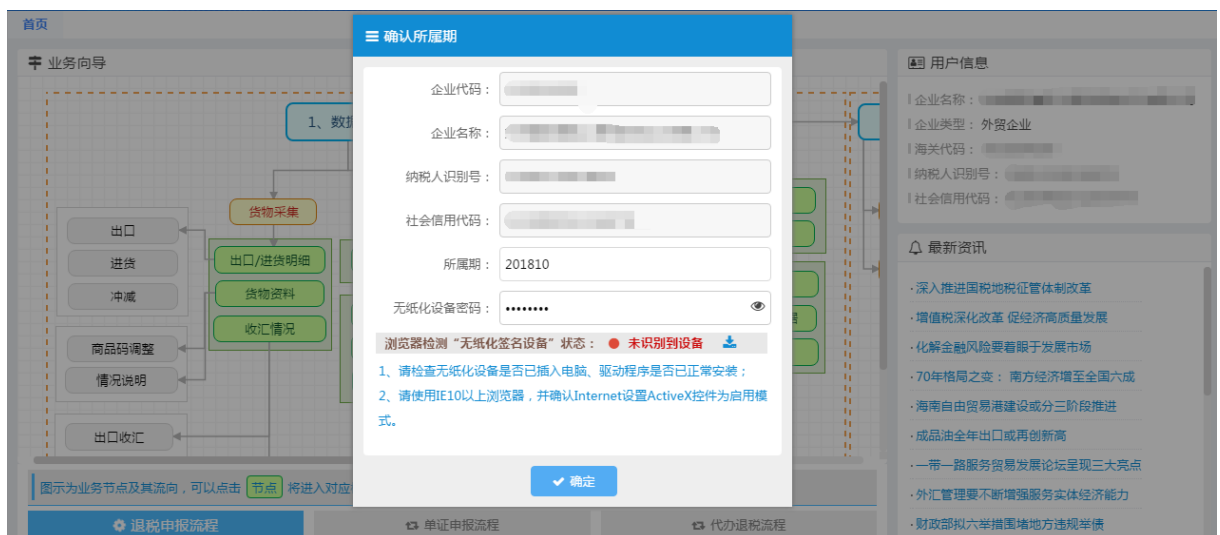 首页
业务向导
1、数据
货物采集
出口
进货
冲减
出口/进货明细
货物资料
收汇情况
商品码调整
情况说明
出口收汇
图示为业务节点及其流向，可以点击 节点 将进入对应
退税申报流程
单证申报流程
代办退税流程
确认所属期
企业代码：
企业名称：
纳税人识别号：
社会信用代码：
所属期： 201810
无纸化设备密码： ••••••••
浏览器检测“无纸化签名设备”状态： 未识别到设备
1、请检查无纸化设备是否已插入电脑、驱动程序是否已正常安装；
2、请使用IE10以上浏览器，并确认Internet设置ActiveX控件为启用模
式。
确定
用户信息
企业名称：
企业类型： 外贸企业
海关代码：
纳税人识别号：
社会信用代码：
最新资讯
·深入推进国税地税征管体制改革
·增值税深化改革 促经济高质量发展
·化解金融风险要着眼于发展市场
·70年格局之变： 南方经济增至全国六成
·海南自由贸易港建设或分三阶段推进
·成品油全年出口或再创新高
·一带一路服务贸易发展论坛呈现三大亮点
·外汇管理要不断增强服务实体经济能力
·财政部拟六举措围堵地方违规举债